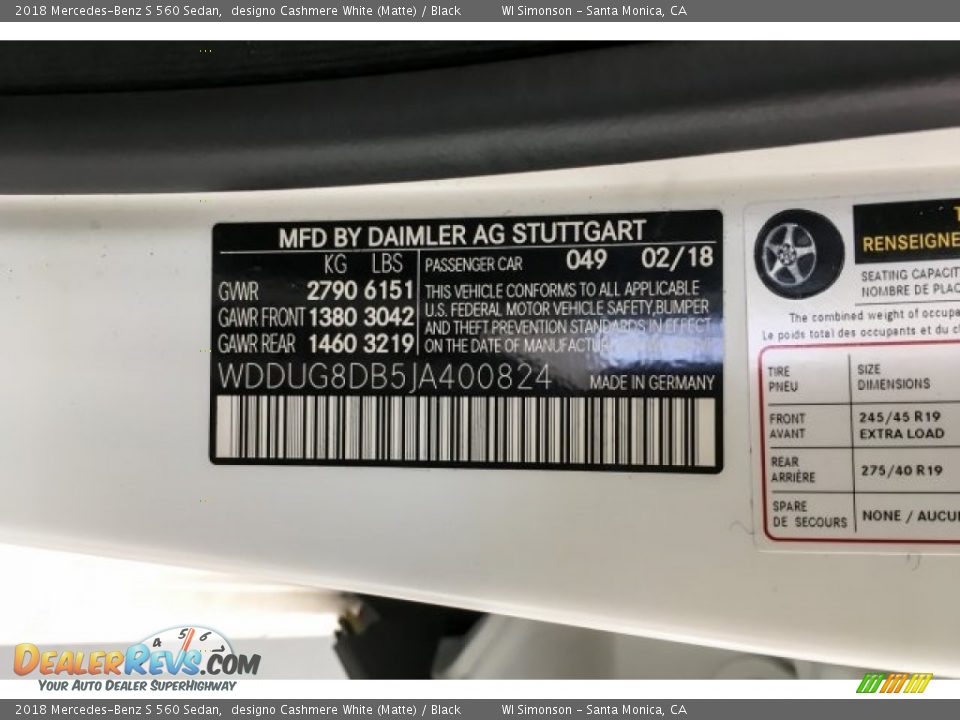 2018 Mercedes-Benz S 560 Sedan, designo Cashmere White (Matte) / Black WI Simonson - Santa Monica, CA
MFD BY DAIMLER AG STUTTGART
KG LBS PASSENGER CAR 049 02/18
GVWR 2790 6151
GAWR FRONT 1380 3042
GAWR REAR 1460 3219
THIS VEHICLE CONFORMS TO ALL APPLICABLE
U.S. FEDERAL MOTOR VEHICLE SAFETY,BUMPER
AND THEFT PREVENTION STANDARDS IN EFFECT
ON THE DATE OF MANUFACTURE
WDDUG8DB5JA400824 MADE IN GERMANY
RENSEIGNE
SEATING CAPACIT
NOMBRE DE PLAC
The combined weight of occupa
Le poids total des occupants et du c
TIRE SIZE
PNEU DIMENSIONS
FRONT 245/45 R19
AVANT EXTRA LOAD
REAR 275/40 R19
ARRIÈRE
SPARE NONE / AUCU
DE SECOURS
4 5 6
DEALERREVS.COM
YOUR AUTO DEALER SUPERHIGHWAY
2018 Mercedes-Benz S 560 Sedan, designo Cashmere White (Matte) / Black WI Simonson - Santa Monica, CA